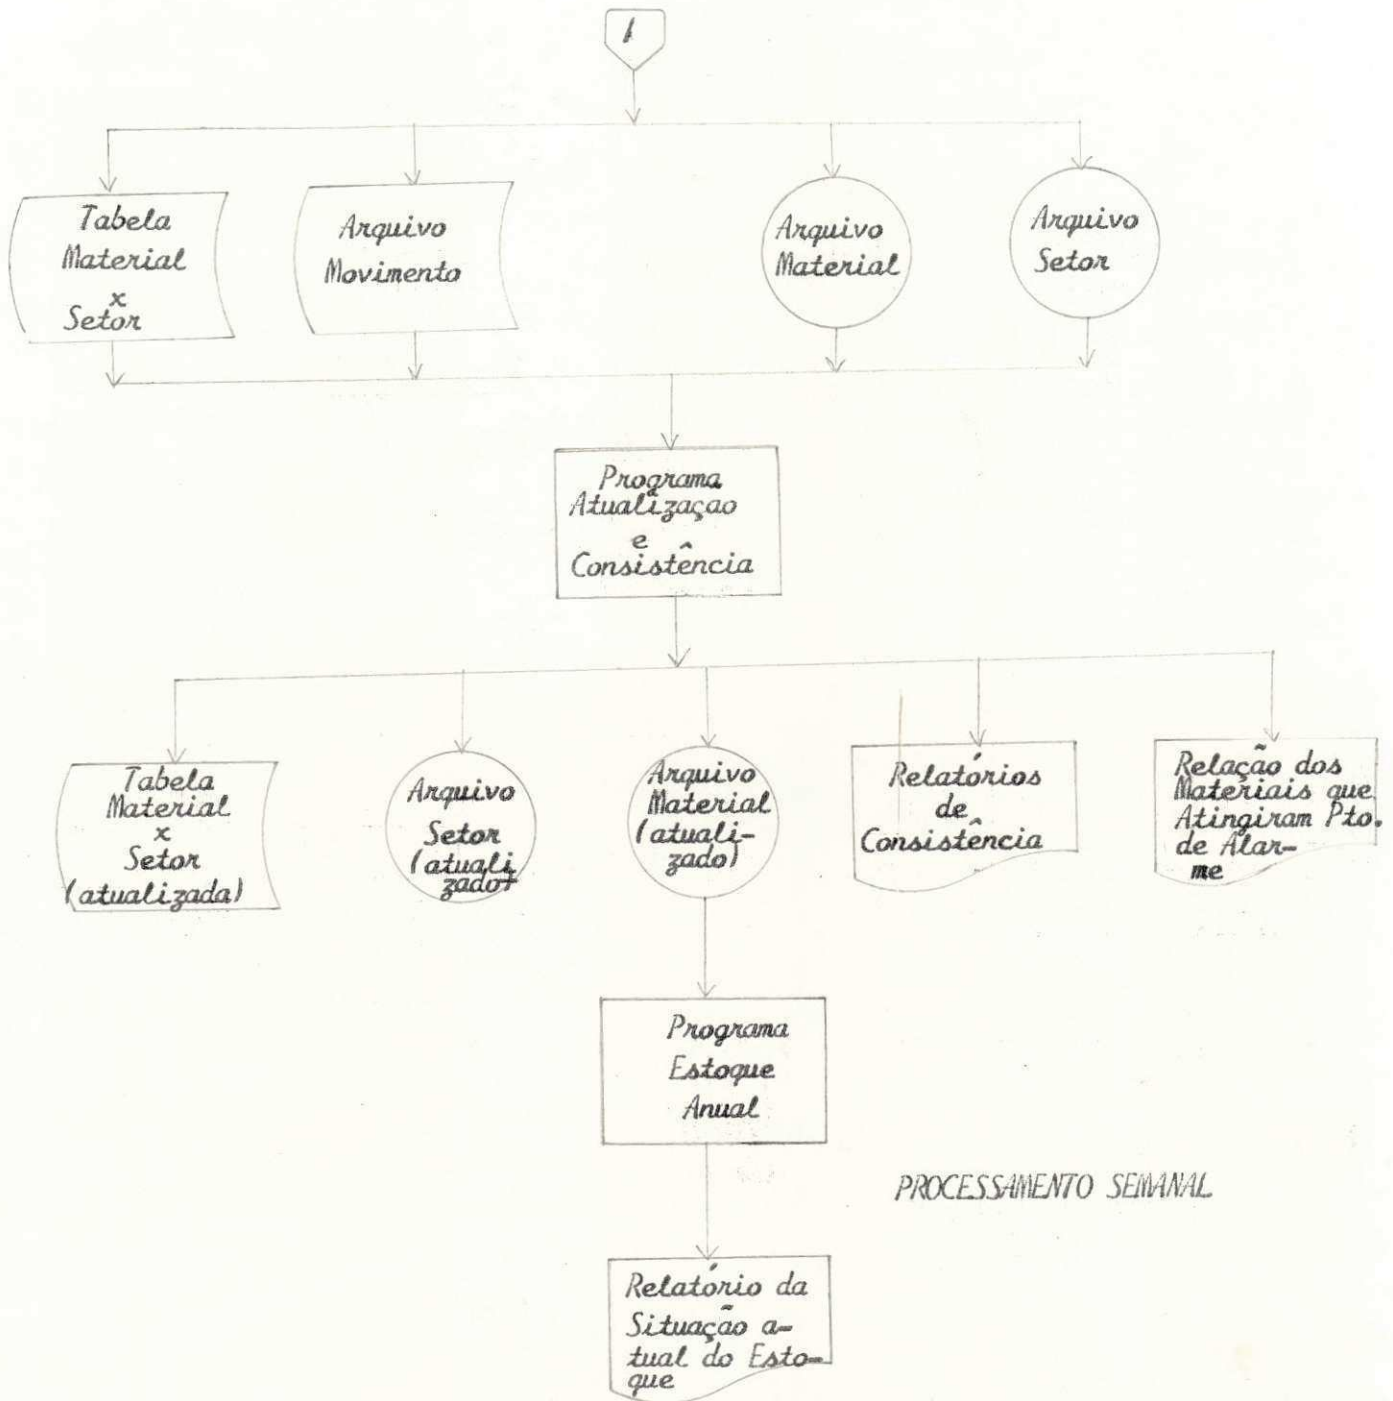 1
Tabela
Material
x
Setor
Arquivo
Movimento
Arquivo
Material
Arquivo
Setor
Programa
Atualizaçao
e
Consistência
Tabela
Material
x
Setor
(atualizada)
Arquivo
Setor
(atuali
zado)
Arquivo
Material
(atuali-
zado)
Relatórios
de
Consistência
Relação dos
Materiais que
Atingiram Pto.
de Alar-
me
Programa
Estoque
Anual
PROCESSAMENTO SEMANAL
Relatório da
Situação a-
tual do Esto-
que